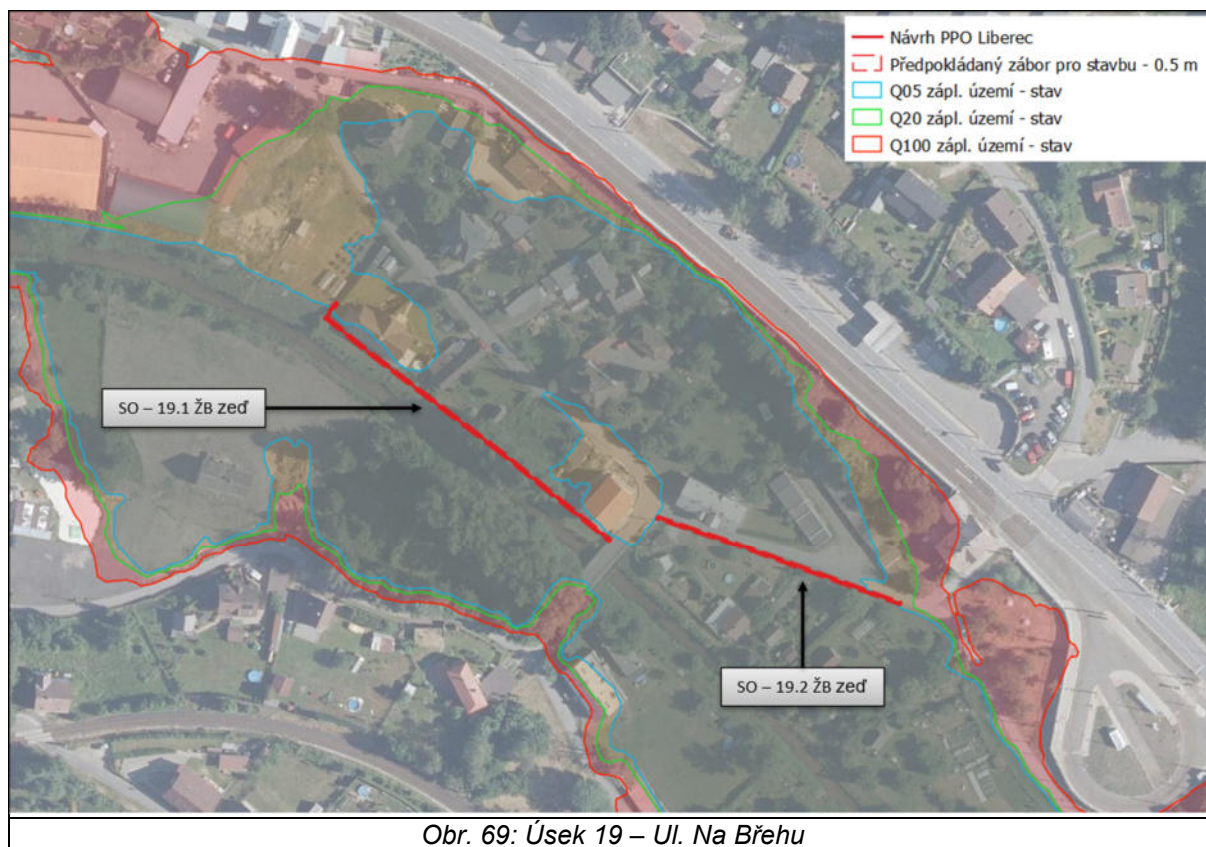 Návrh PPO Liberec
Předpokládaný zábor pro stavbu - 0.5 m
Q05 zápl. území - stav
Q20 zápl. území - stav
Q100 zápl. území - stav
SO – 19.1 ŽB zeď
SO – 19.2 ŽB zeď
Obr. 69: Úsek 19 – Ul. Na Břehu